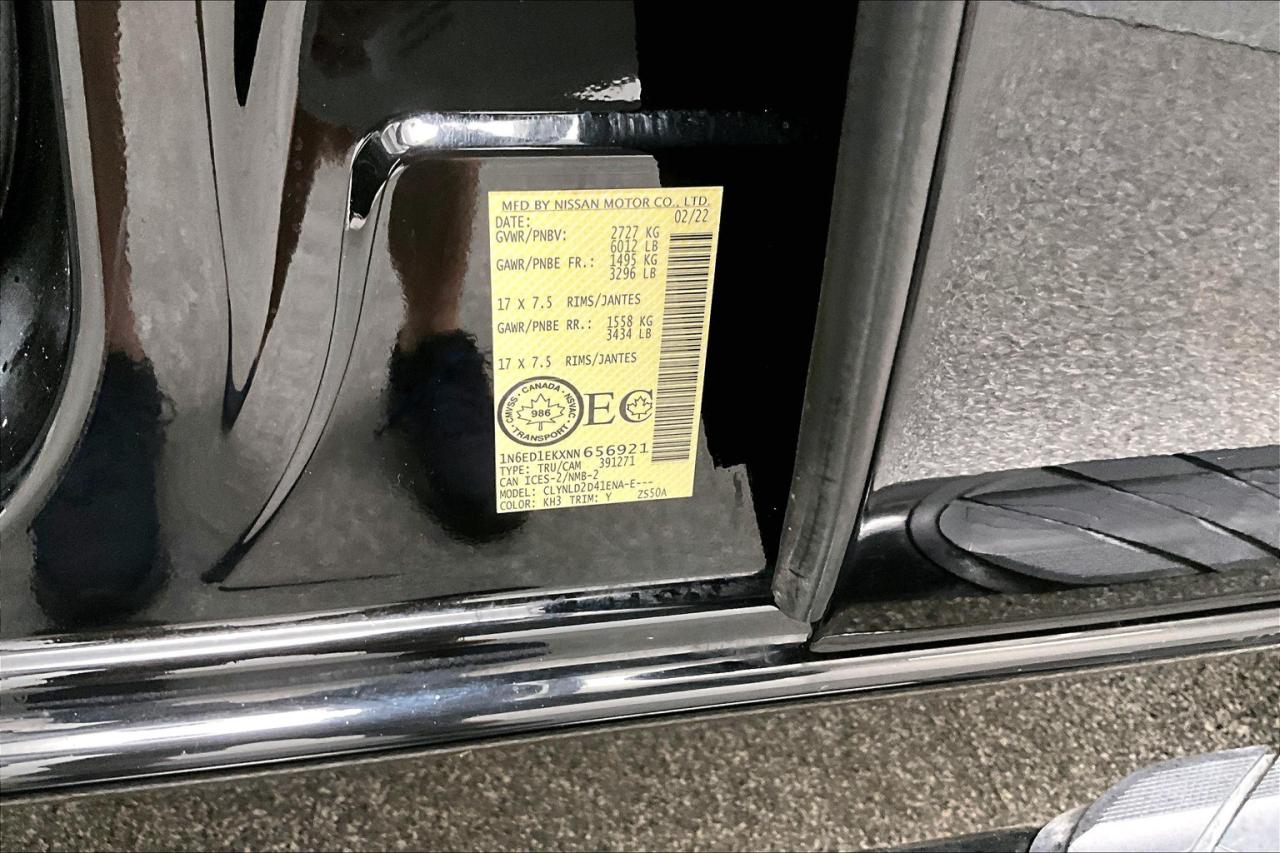 MFD BY NISSAN MOTOR CO., LTD.
DATE: 02/22
GVWR/PNBV: 2727 KG
6012 LB
GAWR/PNBE FR.: 1495 KG
3296 LB
17 X 7.5 RIMS/JANTES
GAWR/PNBE RR.: 1558 KG
3434 LB
17 X 7.5 RIMS/JANTES
CMVSS · CANADA · NSVAC · TRANSPORT ·
986
EC
1N6ED1EKXNN656921
TYPE: TRU/CAM 391271
CAN ICES-2/NMB-2
MODEL: CLYNLD2D41ENA-E---
COLOR: KH3 TRIM: Y ZS50A